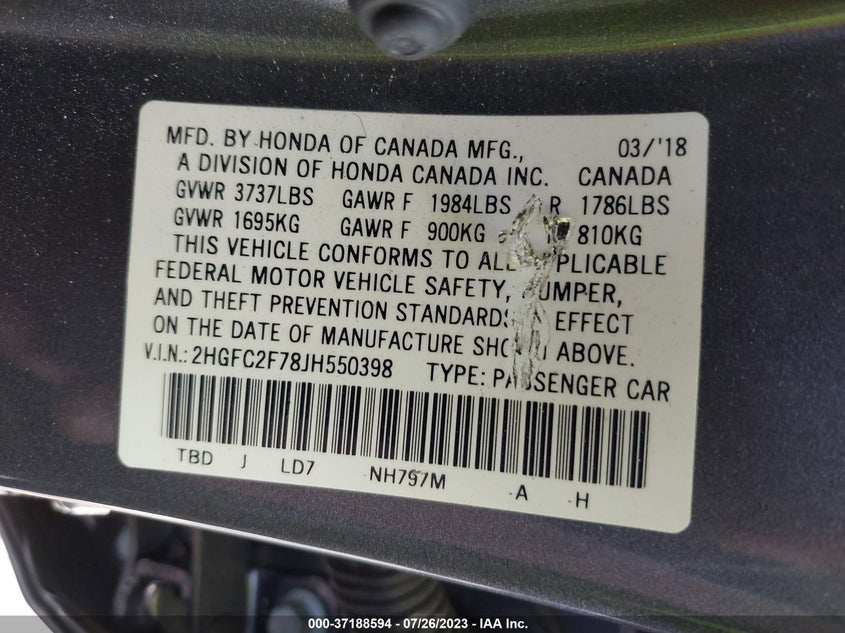 MFD. BY HONDA OF CANADA MFG., 03/'18
A DIVISION OF HONDA CANADA INC. CANADA
GVWR 3737LBS GAWR F 1984LBS R 1786LBS
GVWR 1695KG GAWR F 900KG 810KG
THIS VEHICLE CONFORMS TO ALL APPLICABLE
FEDERAL MOTOR VEHICLE SAFETY, BUMPER,
AND THEFT PREVENTION STANDARDS EFFECT
ON THE DATE OF MANUFACTURE SHOWN ABOVE.
V.I.N.: 2HGFC2F78JH550398 TYPE: PASSENGER CAR
TBD J LD7 NH797M A H
000-37188594 - 07/26/2023 - © IAA, Inc.